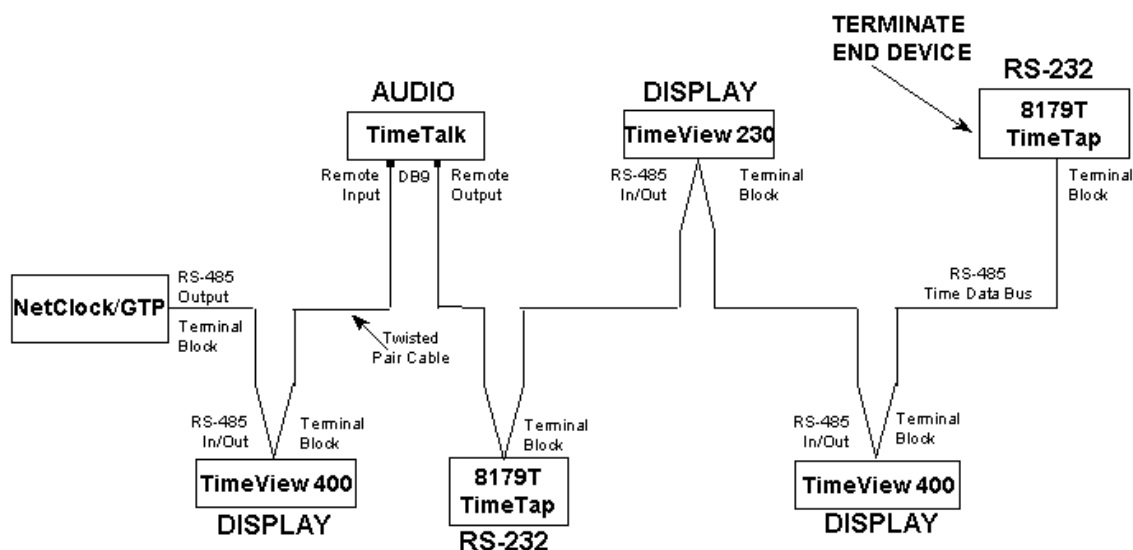 TERMINATE
END DEVICE
RS-232
8179T
TimeTap
Terminal
Block
AUDIO
TimeTalk
Remote
Input
DB9
Remote
Output
DISPLAY
TimeView 230
RS-485
In/Out
Terminal
Block
NetClock/GTP
RS-485
Output
Terminal
Block
Twisted
Pair Cable
RS-485
Time Data Bus
RS-485
In/Out
Terminal
Block
TimeView 400
DISPLAY
Terminal
Block
8179T
TimeTap
RS-232
RS-485
In/Out
Terminal
Block
TimeView 400
DISPLAY